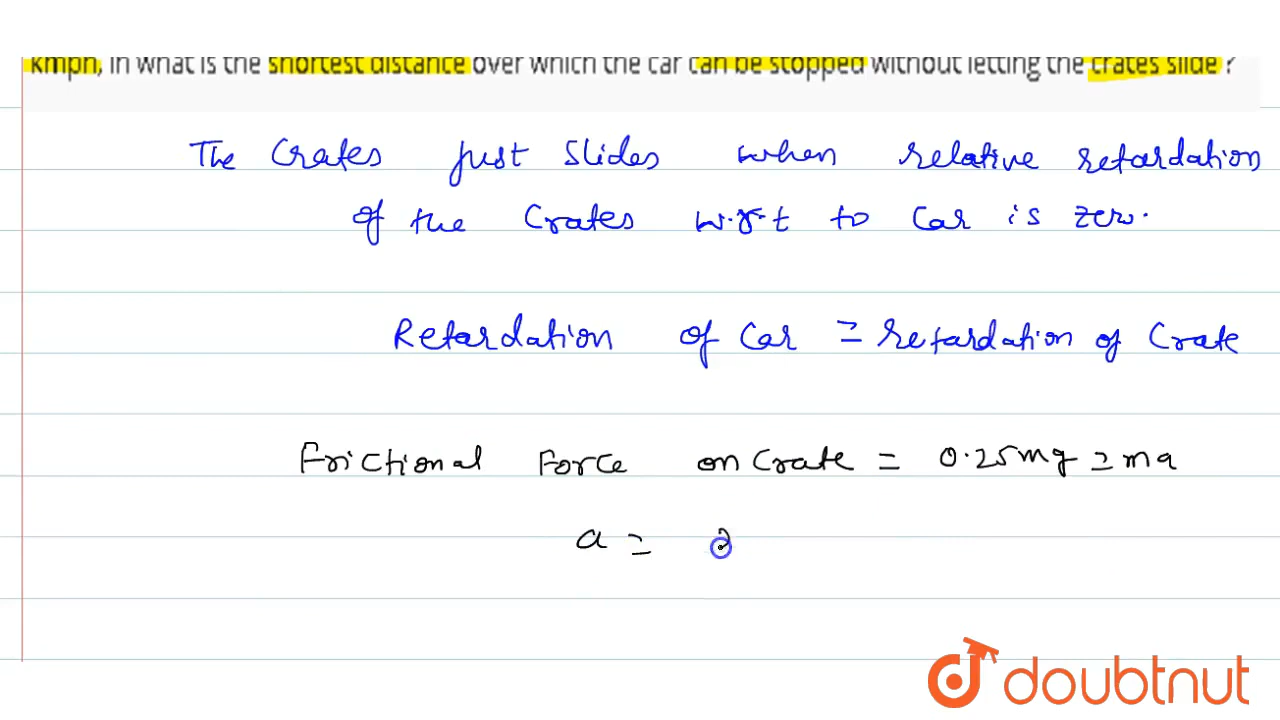 kmph, in what is the shortest distance over which the car can be stopped without letting the crates slide ?
The Crates just slides when relative retardation
of the Crates w.r.t to Car is zero.
Retardation of Car = retardation of Crate
Frictional Force on Crate = 0.25mg = ma
a = 2
doubtnut